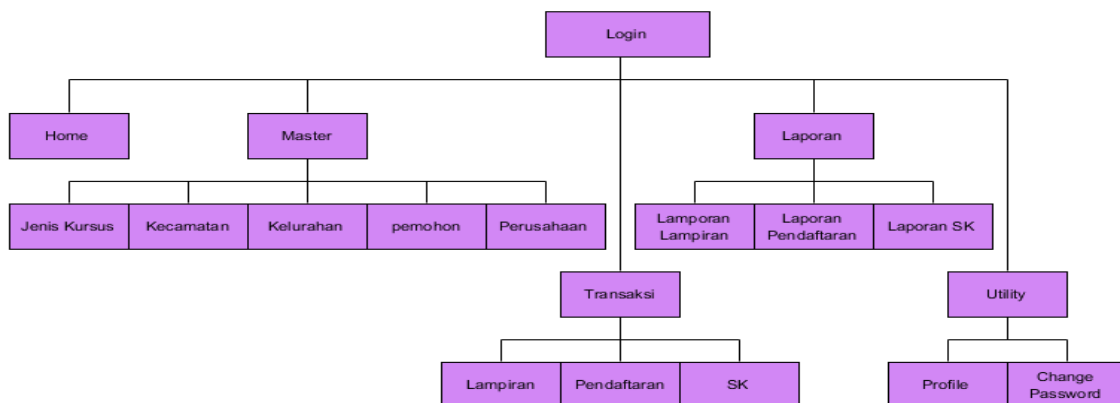 Login
Home
Master
Laporan
Jenis Kursus
Kecamatan
Kelurahan
pemohon
Perusahaan
Lamporan
Lampiran
Laporan
Pendaftaran
Laporan SK
Transaksi
Utility
Lampiran
Pendaftaran
SK
Profile
Change
Password